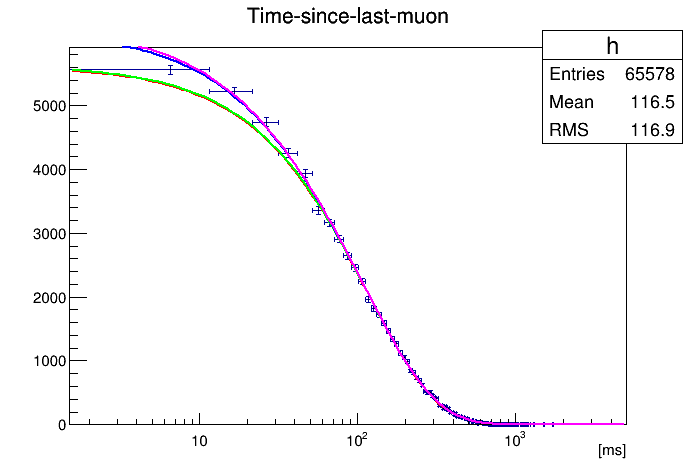 Time-since-last-muon
h
Entries 65578
Mean 116.5
RMS 116.9
5000
4000
3000
2000
1000
0
10 10² 10³
[ms]